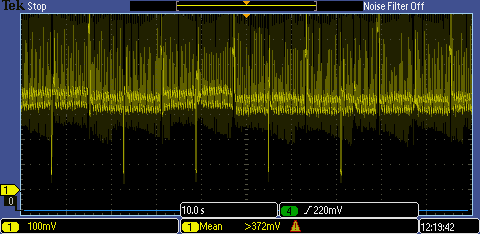 Tek Stop Noise Filter Off
1
0
10.0 s 4 220mV
1 100mV 1 Mean >372mV 12:19:42